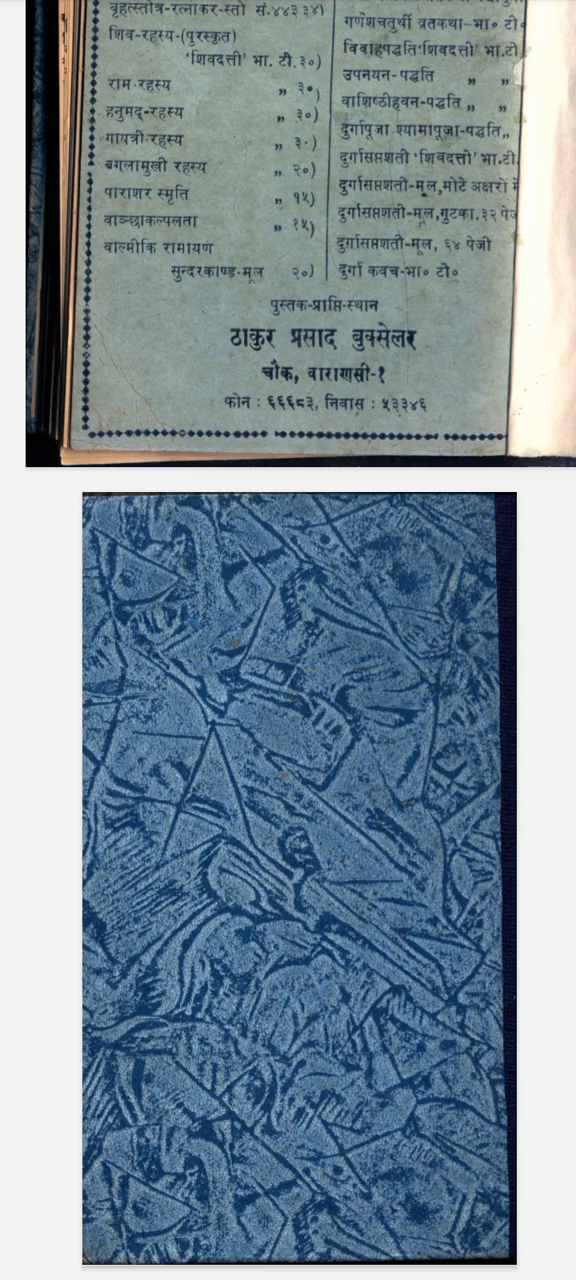 बृहत्स्तोत्र-रत्नाकर-स्तो सं.४४३ ३४)
शिव-रहस्य-(पुरस्कृत)
'शिवदत्ती' भा. टी.३०)
राम-रहस्य „ ३०)
हनुमद्-रहस्य „ ३०)
गायत्री-रहस्य „ ३०)
बगलामुखी रहस्य „ २०)
पाराशर स्मृति „ १५)
वाञ्छाकल्पलता „ १५)
वाल्मीकि रामायण
सुन्दरकाण्ड-मूल २०)
गणेशचतुर्थी व्रतकथा-भा० टी०
विवाहपद्धति'शिवदत्ती' भा.टी.
उपनयन-पद्धति „ „
वाशिष्ठीहवन-पद्धति „ „
दुर्गापूजा श्यामापूजा-पद्धति„
दुर्गासप्तशती 'शिवदत्ती' भा.टी.
दुर्गासप्तशती-मूल,मोटे अक्षरों में
दुर्गासप्तशती-मूल,गुटका.३२ पेज
दुर्गासप्तशती-मूल, ६४ पेजी
दुर्गा कवच-भा० टी०
पुस्तक-प्राप्ति-स्थान
ठाकुर प्रसाद बुक्सेलर
चौक, वाराणसी-१
फोन : ६६६८३, निवास : ५३३४६